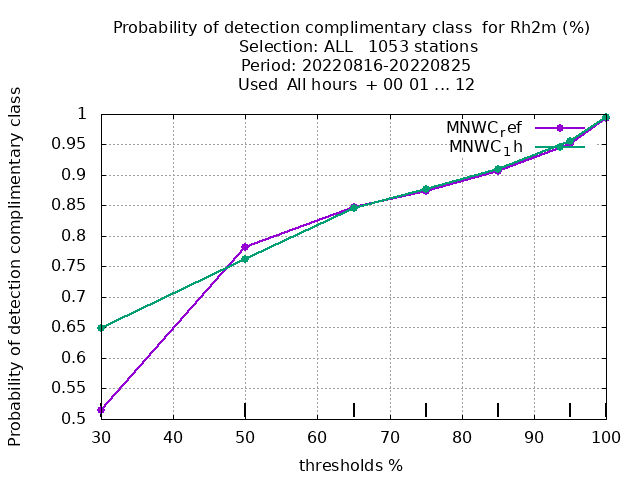 Probability of detection complimentary class  for Rh2m (%)
Selection: ALL   1053 stations
Period: 20220816-20220825
Used  All hours  + 00 01 ... 12
Probability of detection complimentary class
MNWC_ref
MNWC_1h
1
0.95
0.9
0.85
0.8
0.75
0.7
0.65
0.6
0.55
0.5
30 40 50 60 70 80 90 100
thresholds %